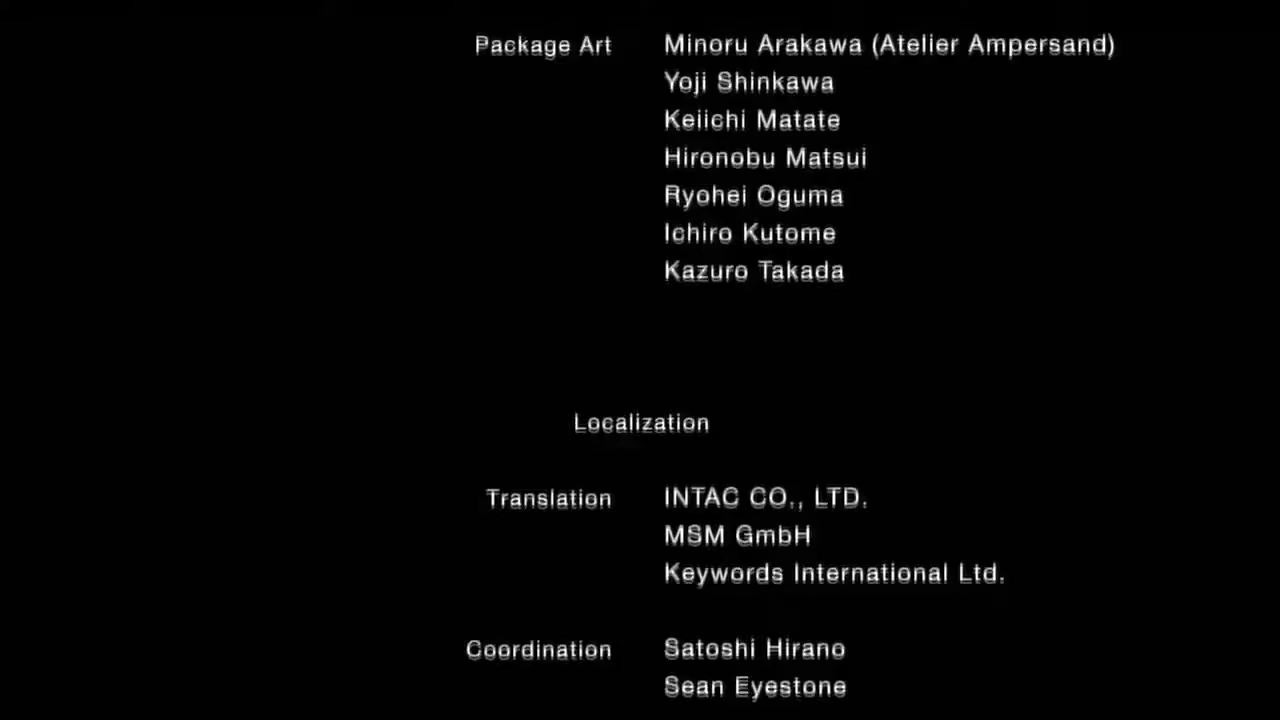 Package Art Minoru Arakawa (Atelier Ampersand)
Yoji Shinkawa
Keiichi Matate
Hironobu Matsui
Ryohei Oguma
Ichiro Kutome
Kazuro Takada
Localization
Translation INTAC CO., LTD.
MSM GmbH
Keywords International Ltd.
Coordination Satoshi Hirano
Sean Eyestone